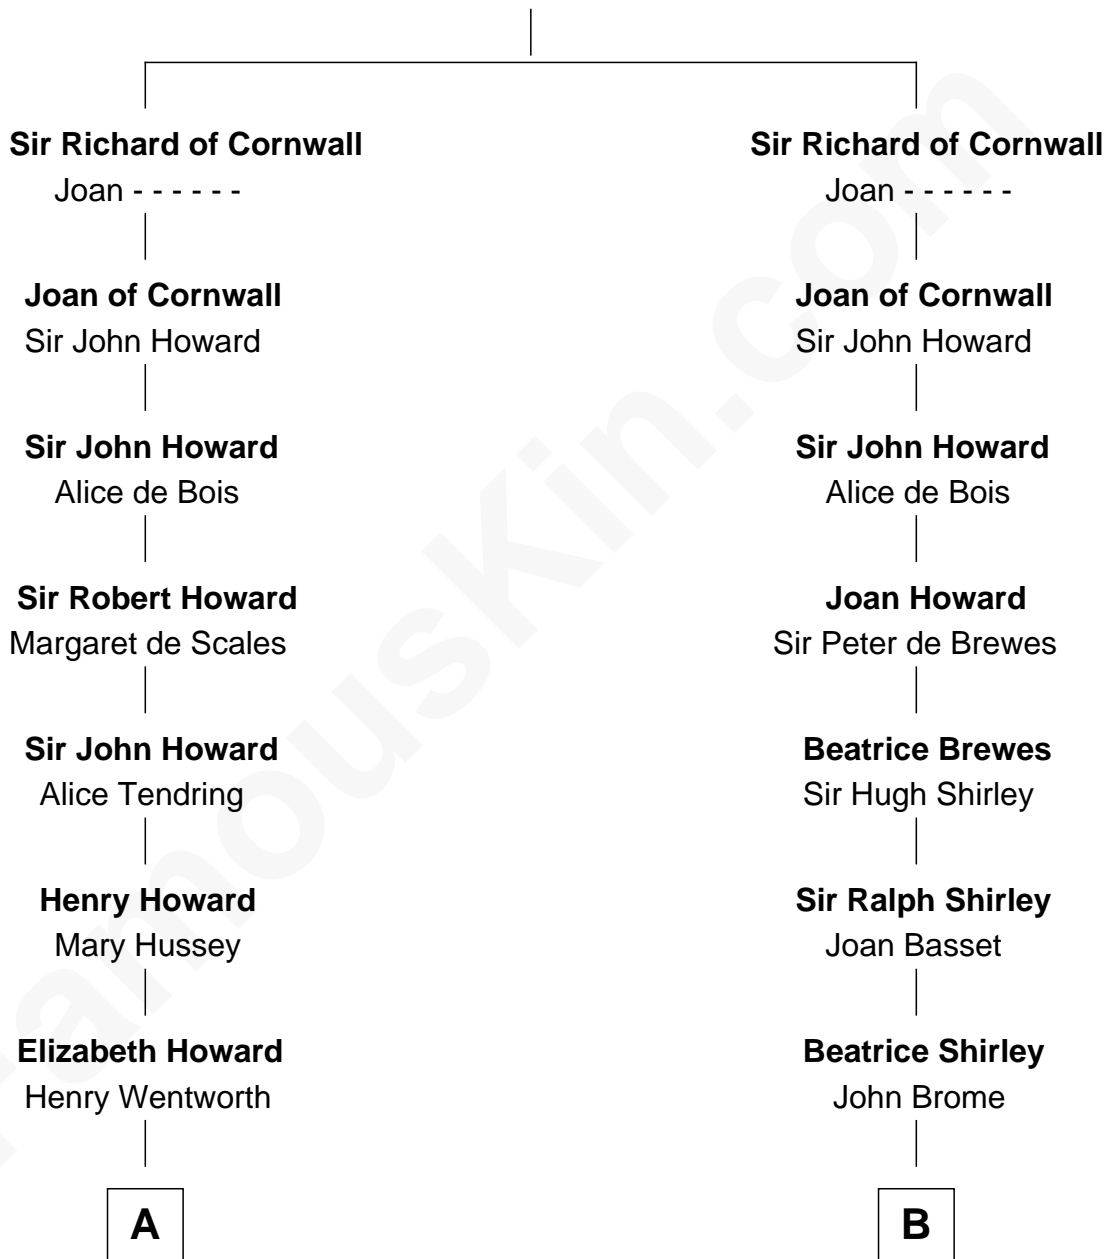 Sir Richard of Cornwall
Joan - - - - - -
Joan of Cornwall
Sir John Howard
Sir John Howard
Alice de Bois
Sir Robert Howard
Margaret de Scales
Sir John Howard
Alice Tendring
Henry Howard
Mary Hussey
Elizabeth Howard
Henry Wentworth
A
Sir Richard of Cornwall
Joan - - - - - -
Joan of Cornwall
Sir John Howard
Sir John Howard
Alice de Bois
Joan Howard
Sir Peter de Brewes
Beatrice Brewes
Sir Hugh Shirley
Sir Ralph Shirley
Joan Basset
Beatrice Shirley
John Brome
B
FamousKin.com